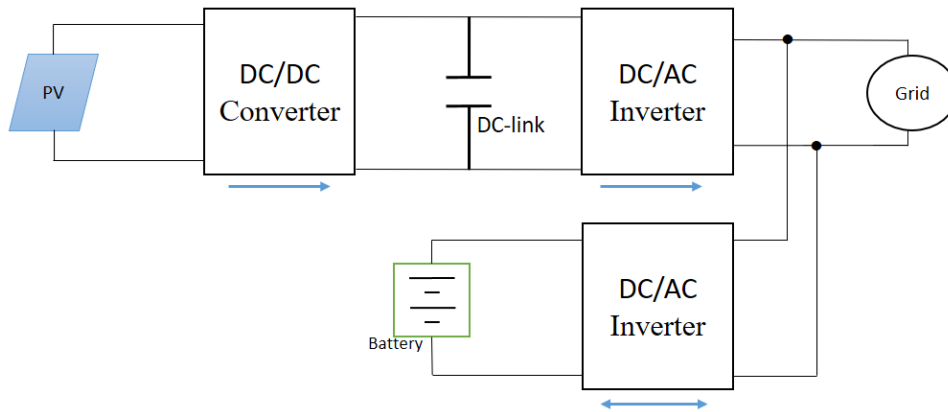 PV
DC/DC
Converter
DC-link
DC/AC
Inverter
Grid
Battery
DC/AC
Inverter